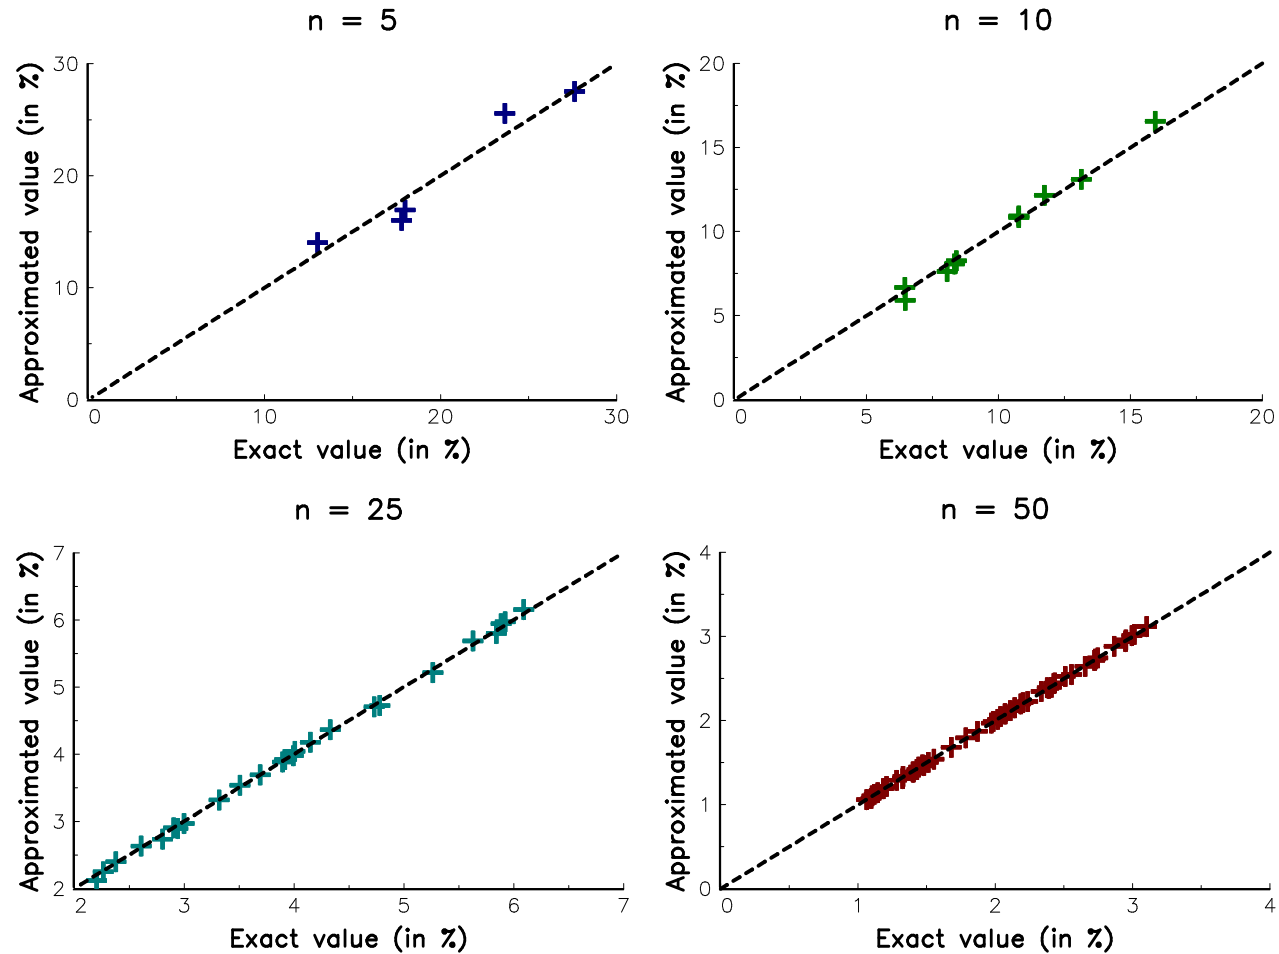 n = 5
Approximated value (in %)
30
20
10
0
0 10 20 30
Exact value (in %)
n = 10
Approximated value (in %)
20
15
10
5
0
0 5 10 15 20
Exact value (in %)
n = 25
Approximated value (in %)
7
6
5
4
3
2
2 3 4 5 6 7
Exact value (in %)
n = 50
Approximated value (in %)
4
3
2
1
0
0 1 2 3 4
Exact value (in %)